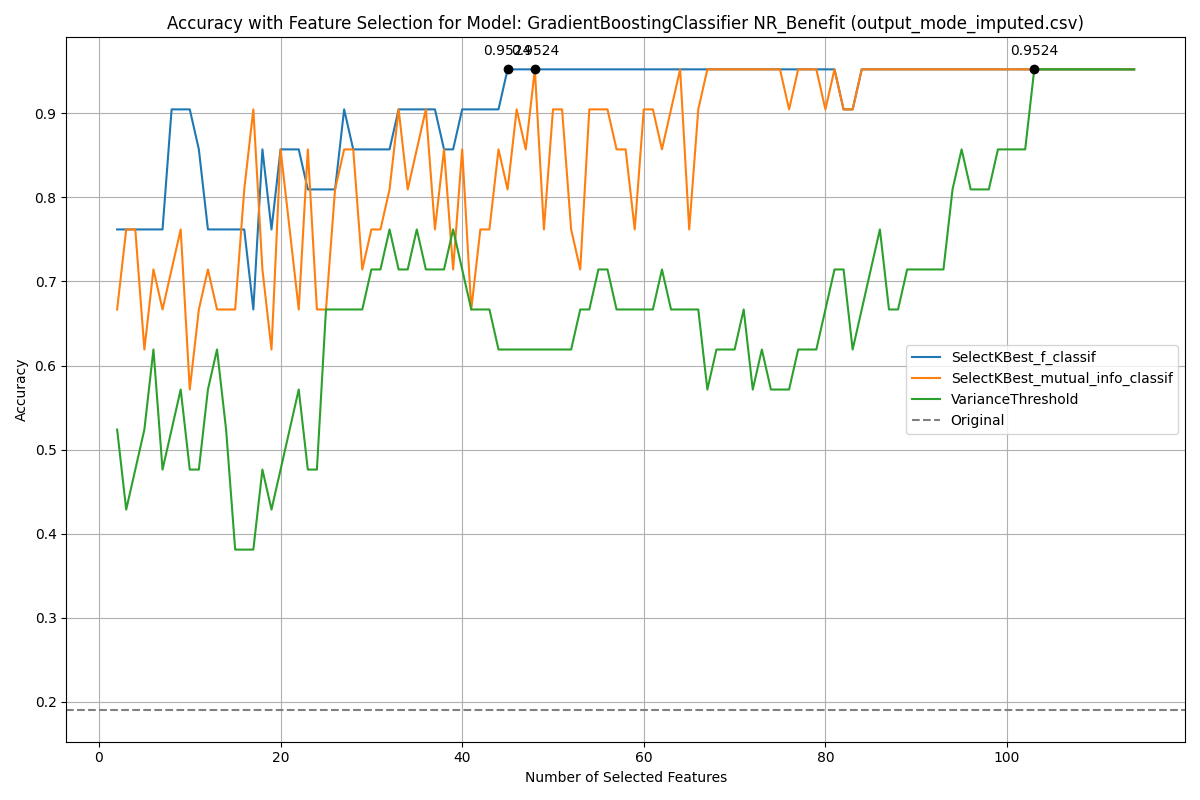 Accuracy with Feature Selection for Model: GradientBoostingClassifier NR_Benefit (output_mode_imputed.csv)
0.9524
0.9524
0.9524
0.9
0.8
0.7
0.6
0.5
0.4
0.3
0.2
Accuracy
SelectKBest_f_classif
SelectKBest_mutual_info_classif
VarianceThreshold
Original
0 20 40 60 80 100
Number of Selected Features